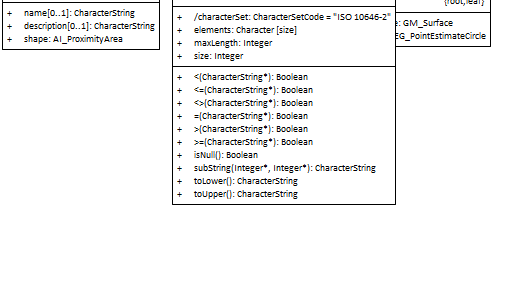 + name[0..1]: CharacterString
+ description[0..1]: CharacterString
+ shape: AI_ProximityArea
+ /characterSet: CharacterSetCode = "ISO 10646-2"
+ elements: Character [size]
+ maxLength: Integer
+ size: Integer
+ <(CharacterString*): Boolean
+ <=(CharacterString*): Boolean
+ <>(CharacterString*): Boolean
+ =(CharacterString*): Boolean
+ >(CharacterString*): Boolean
+ >=(CharacterString*): Boolean
+ isNull(): Boolean
+ subString(Integer*, Integer*): CharacterString
+ toLower(): CharacterString
+ toUpper(): CharacterString
{root,leaf}
: GM_Surface
EG_PointEstimateCircle